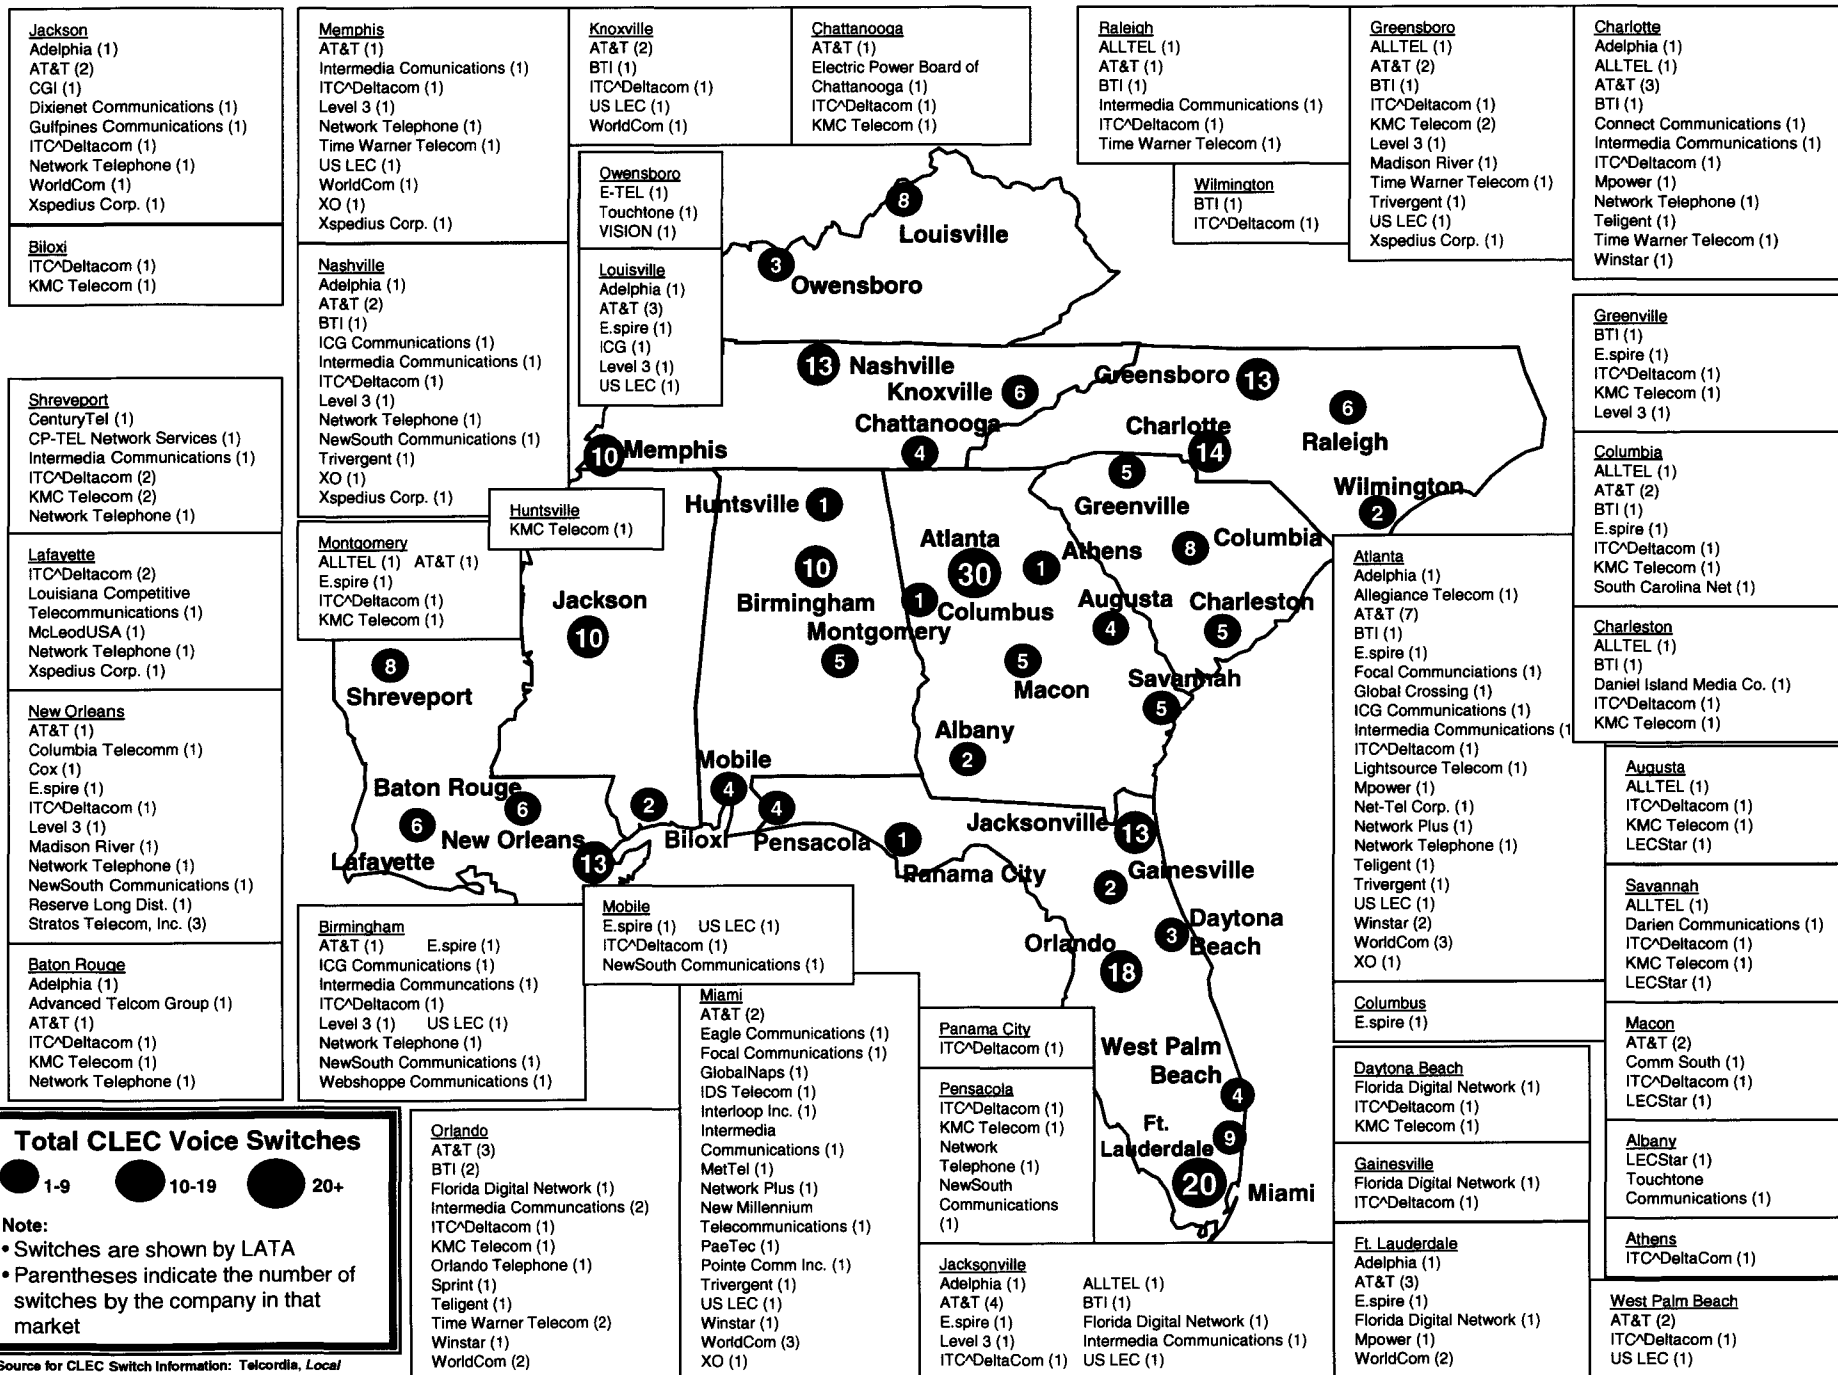 Jackson
Adelphia (1)
AT&T (2)
CGI (1)
Dixienet Communications (1)
Gulfpines Communications (1)
ITC^Deltacom (1)
Network Telephone (1)
WorldCom (1)
Xspedius Corp. (1)
Biloxi
ITC^Deltacom (1)
KMC Telecom (1)
Memphis
AT&T (1)
Intermedia Comunications (1)
ITC^Deltacom (1)
Level 3 (1)
Network Telephone (1)
Time Warner Telecom (1)
US LEC (1)
WorldCom (1)
XO (1)
Xspedius Corp. (1)
Nashville
Adelphia (1)
AT&T (2)
BTI (1)
ICG Communications (1)
Intermedia Communications (1)
ITC^Deltacom (1)
Level 3 (1)
Network Telephone (1)
NewSouth Communications (1)
Trivergent (1)
XO (1)
Xspedius Corp. (1)
Knoxville
AT&T (2)
BTI (1)
ITC^Deltacom (1)
US LEC (1)
WorldCom (1)
Chattanooga
AT&T (1)
Electric Power Board of
Chattanooga (1)
ITC^Deltacom (1)
KMC Telecom (1)
Owensboro
E-TEL (1)
Touchtone (1)
VISION (1)
Louisville
Adelphia (1)
AT&T (3)
E.spire (1)
ICG (1)
Level 3 (1)
US LEC (1)
Raleigh
ALLTEL (1)
AT&T (1)
BTI (1)
Intermedia Communications (1)
ITC^Deltacom (1)
Time Warner Telecom (1)
Wilmington
BTI (1)
ITC^Deltacom (1)
Greensboro
ALLTEL (1)
AT&T (2)
BTI (1)
ITC^Deltacom (1)
KMC Telecom (2)
Level 3 (1)
Madison River (1)
Time Warner Telecom (1)
Trivergent (1)
US LEC (1)
Xspedius Corp. (1)
Charlotte
Adelphia (1)
ALLTEL (1)
AT&T (3)
BTI (1)
Connect Communications (1)
Intermedia Communications (1)
ITC^Deltacom (1)
Mpower (1)
Network Telephone (1)
Teligent (1)
Time Warner Telecom (1)
Winstar (1)
Greenville
BTI (1)
E.spire (1)
ITC^Deltacom (1)
KMC Telecom (1)
Level 3 (1)
Columbia
ALLTEL (1)
AT&T (2)
BTI (1)
E.spire (1)
ITC^Deltacom (1)
KMC Telecom (1)
South Carolina Net (1)
Charleston
ALLTEL (1)
BTI (1)
Daniel Island Media Co. (1)
ITC^Deltacom (1)
KMC Telecom (1)
Shreveport
CenturyTel (1)
CP-TEL Network Services (1)
Intermedia Communications (1)
ITC^Deltacom (2)
KMC Telecom (2)
Network Telephone (1)
Lafayette
ITC^Deltacom (2)
Louisiana Competitive
Telecommunications (1)
McLeodUSA (1)
Network Telephone (1)
Xspedius Corp. (1)
New Orleans
AT&T (1)
Columbia Telecomm (1)
Cox (1)
E.spire (1)
ITC^Deltacom (1)
Level 3 (1)
Madison River (1)
Network Telephone (1)
NewSouth Communications (1)
Reserve Long Dist. (1)
Stratos Telecom, Inc. (3)
Baton Rouge
Adelphia (1)
Advanced Telcom Group (1)
AT&T (1)
ITC^Deltacom (1)
KMC Telecom (1)
Network Telephone (1)
Huntsville
KMC Telecom (1)
Montgomery
ALLTEL (1) AT&T (1)
E.spire (1)
ITC^Deltacom (1)
KMC Telecom (1)
8
Louisville
3
Owensboro
13 Nashville
Knoxville 6
Chattanooga
4
10 Memphis
Greensboro 13
6
Raleigh
Charlotte
14
Wilmington
2
5
Greenville
8 Columbia
Charleston
5
Huntsville 1
10
Birmingham
Montgomery
5
Atlanta
30
1 Athens
1
Columbus
Augusta
4
5
Macon
Savannah
5
Albany
2
Jackson
10
8
Shreveport
Baton Rouge
6
6
Lafayette
New Orleans
13
2
Biloxi
Mobile
4
4
Pensacola
1
Panama City
Jacksonville
13
2
Gainesville
3
Daytona
Beach
Orlando
18
West Palm
Beach
4
Ft.
Lauderdale
9
20
Miami
Atlanta
Adelphia (1)
Allegiance Telecom (1)
AT&T (7)
BTI (1)
E.spire (1)
Focal Communciations (1)
Global Crossing (1)
ICG Communications (1)
Intermedia Communications (1
ITC^Deltacom (1)
Lightsource Telecom (1)
Mpower (1)
Net-Tel Corp. (1)
Network Plus (1)
Network Telephone (1)
Teligent (1)
Trivergent (1)
US LEC (1)
Winstar (2)
WorldCom (3)
XO (1)
Columbus
E.spire (1)
Daytona Beach
Florida Digital Network (1)
ITC^Deltacom (1)
KMC Telecom (1)
Gainesville
Florida Digital Network (1)
ITC^Deltacom (1)
Ft. Lauderdale
Adelphia (1)
AT&T (3)
E.spire (1)
Florida Digital Network (1)
Mpower (1)
WorldCom (2)
Augusta
ALLTEL (1)
ITC^Deltacom (1)
KMC Telecom (1)
LECStar (1)
Savannah
ALLTEL (1)
Darien Communications (1)
ITC^Deltacom (1)
KMC Telecom (1)
LECStar (1)
Macon
AT&T (2)
Comm South (1)
ITC^Deltacom (1)
LECStar (1)
Albany
LECStar (1)
Touchtone
Communications (1)
Athens
ITC^DeltaCom (1)
West Palm Beach
AT&T (2)
ITC^Deltacom (1)
US LEC (1)
Birmingham
AT&T (1) E.spire (1)
ICG Communications (1)
Intermedia Communcations (1)
ITC^Deltacom (1)
Level 3 (1) US LEC (1)
Network Telephone (1)
NewSouth Communications (1)
Webshoppe Communications (1)
Mobile
E.spire (1) US LEC (1)
ITC^Deltacom (1)
NewSouth Communications (1)
Miami
AT&T (2)
Eagle Communications (1)
Focal Communications (1)
GlobalNaps (1)
IDS Telecom (1)
Interloop Inc. (1)
Intermedia
Communications (1)
MetTel (1)
Network Plus (1)
New Millennium
Telecommunications (1)
PaeTec (1)
Pointe Comm Inc. (1)
Trivergent (1)
US LEC (1)
Winstar (1)
WorldCom (3)
XO (1)
Panama City
ITC^Deltacom (1)
Pensacola
ITC^Deltacom (1)
KMC Telecom (1)
Network
Telephone (1)
NewSouth
Communications
(1)
Jacksonville
Adelphia (1) ALLTEL (1)
AT&T (4) BTI (1)
E.spire (1) Florida Digital Network (1)
Level 3 (1) Intermedia Communications (1)
ITC^DeltaCom (1) US LEC (1)
Orlando
AT&T (3)
BTI (2)
Florida Digital Network (1)
Intermedia Communcations (2)
ITC^Deltacom (1)
KMC Telecom (1)
Orlando Telephone (1)
Sprint (1)
Teligent (1)
Time Warner Telecom (2)
Winstar (1)
WorldCom (2)
Total CLEC Voice Switches
1-9 10-19 20+
Note:
• Switches are shown by LATA
• Parentheses indicate the number of
switches by the company in that
market
Source for CLEC Switch Information: Telcordia, Local